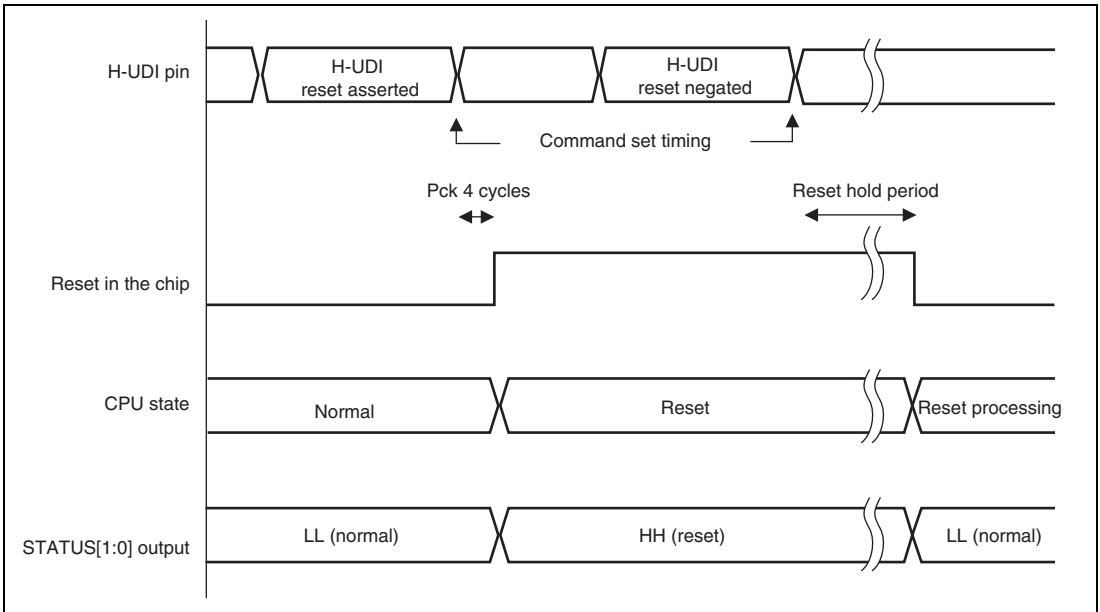 H-UDI pin
H-UDI
reset asserted
H-UDI
reset negated
Command set timing
Pck 4 cycles
Reset hold period
Reset in the chip
CPU state
Normal
Reset
Reset processing
STATUS[1:0] output
LL (normal)
HH (reset)
LL (normal)